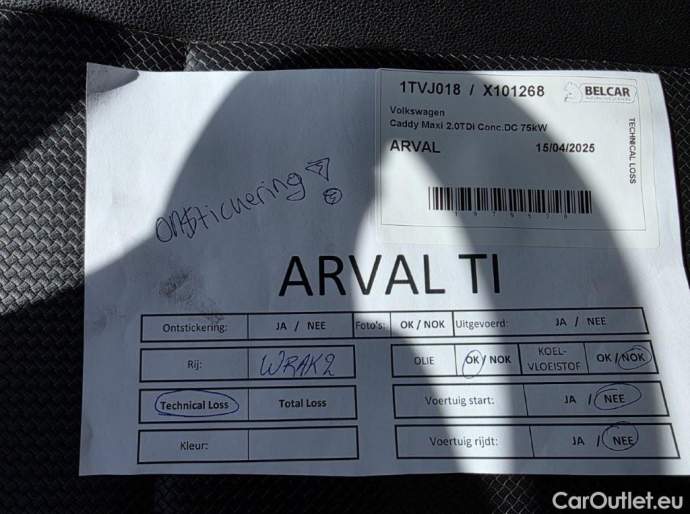 1TVJ018 / X101268
BELCAR
Volkswagen
Caddy Maxi 2.0TDi Conc.DC 75kW
ARVAL 15/04/2025
TECHNICAL LOSS
Ontstickering
ARVAL TI
Ontstickering: JA / NEE Foto's: OK / NOK Uitgevoerd: JA / NEE
Rij: WRAK2 OLIE OK / NOK KOEL-
VLOEISTOF OK / NOK
Technical Loss Total Loss Voertuig start: JA / NEE
Kleur: Voertuig rijdt: JA / NEE
CarOutlet.eu